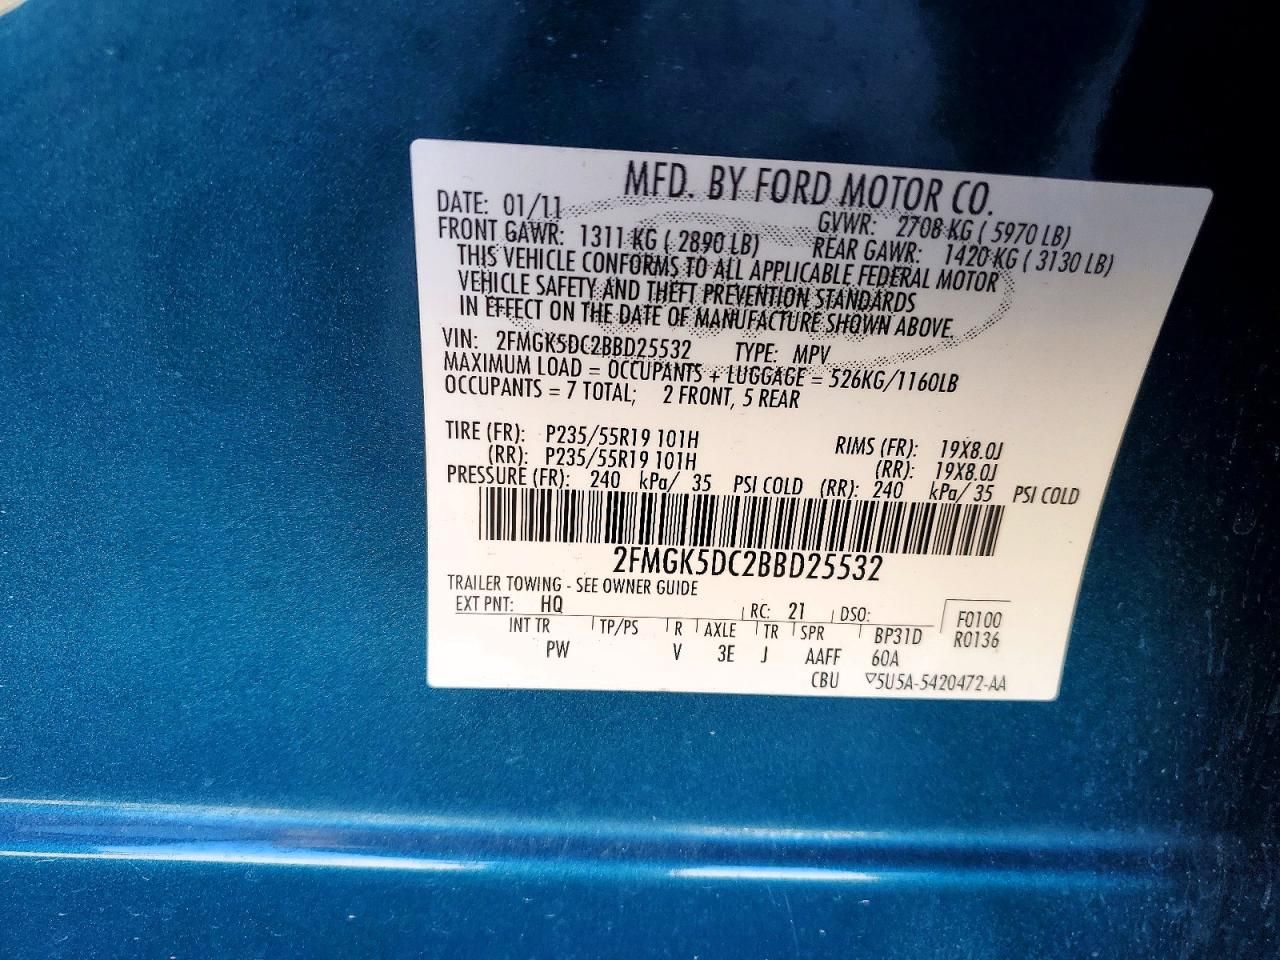 MFD. BY FORD MOTOR CO.
DATE: 01/11 GVWR: 2708 KG ( 5970 LB)
FRONT GAWR: 1311 KG ( 2890 LB) REAR GAWR: 1420 KG ( 3130 LB)
THIS VEHICLE CONFORMS TO ALL APPLICABLE FEDERAL MOTOR
VEHICLE SAFETY AND THEFT PREVENTION STANDARDS
IN EFFECT ON THE DATE OF MANUFACTURE SHOWN ABOVE.
VIN: 2FMGK5DC2BBD25532 TYPE: MPV
MAXIMUM LOAD = OCCUPANTS + LUGGAGE = 526KG/1160LB
OCCUPANTS = 7 TOTAL; 2 FRONT, 5 REAR
TIRE (FR): P235/55R19 101H RIMS (FR): 19X8.0J
(RR): P235/55R19 101H (RR): 19X8.0J
PRESSURE (FR): 240 kPa/ 35 PSI COLD (RR): 240 kPa/ 35 PSI COLD
2FMGK5DC2BBD25532
TRAILER TOWING - SEE OWNER GUIDE
EXT PNT: HQ RC: 21 DSO: F0100
INT TR TP/PS R AXLE TR SPR BP31D R0136
PW V 3E J AAFF 60A
CBU ▽5U5A-5420472-AA